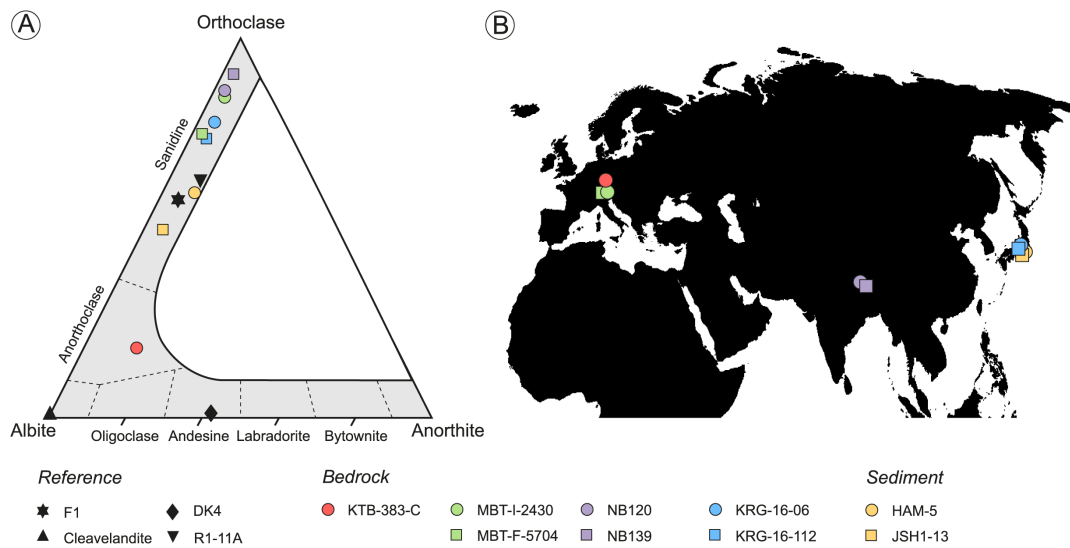 A
Orthoclase
Sanidine
Anorthoclase
Albite
Oligoclase
Andesine
Labradorite
Bytownite
Anorthite
B
Reference
F1
DK4
Cleavelandite
R1-11A
Bedrock
KTB-383-C
MBT-I-2430
NB120
KRG-16-06
MBT-F-5704
NB139
KRG-16-112
Sediment
HAM-5
JSH1-13